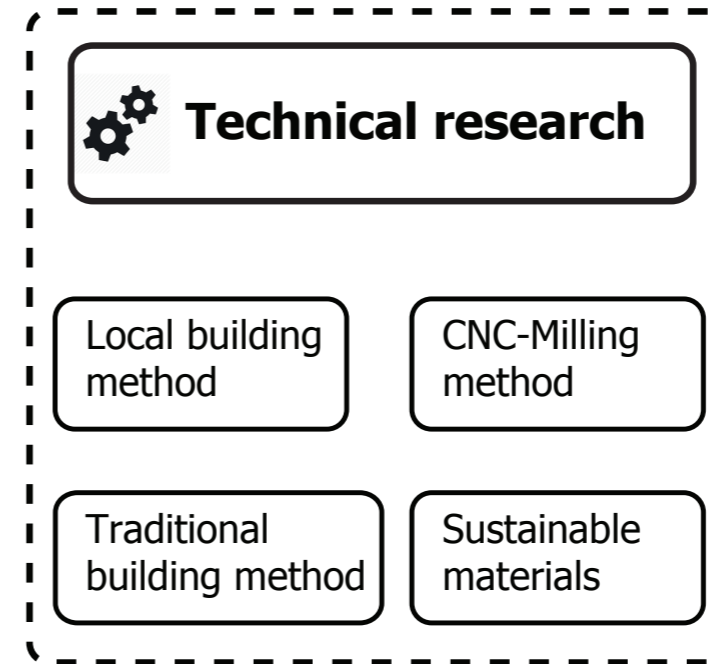 Technical research
Local building
method
CNC-Milling
method
Traditional
building method
Sustainable
materials